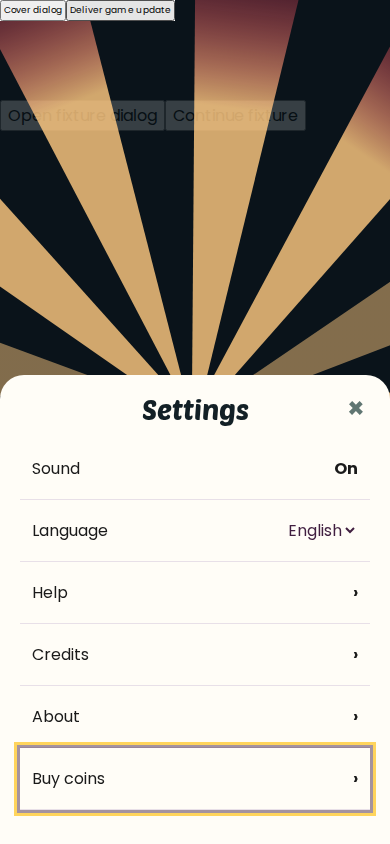 Cover dialog Deliver game update
Open fixture dialog Continue fixture
Settings ✖
Sound On
Language English
Help ›
Credits ›
About ›
Buy coins ›